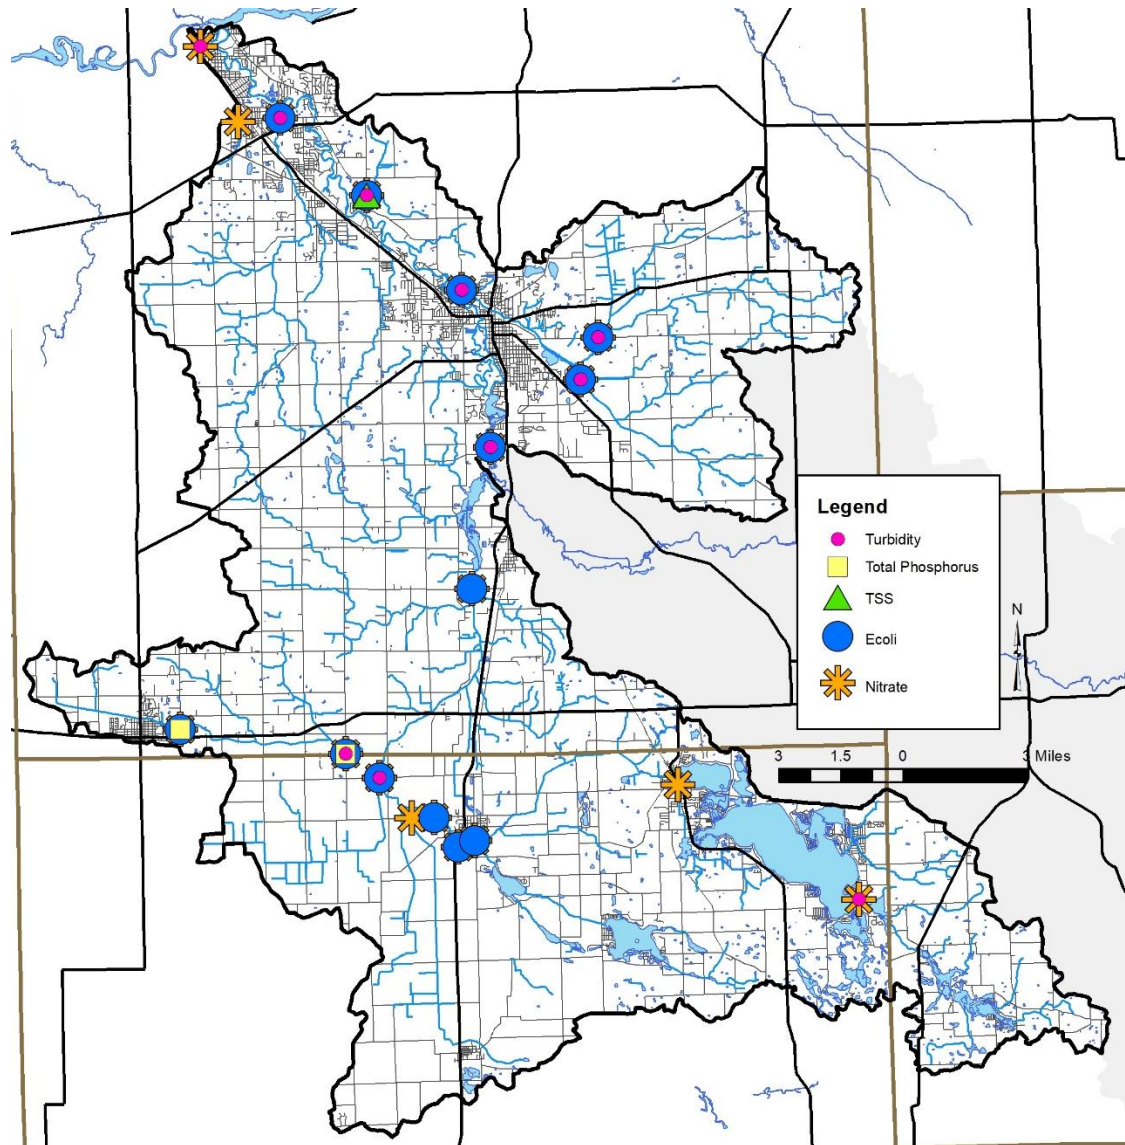 Legend
Turbidity
Total Phosphorus
TSS
Ecoli
Nitrate
N
3 1.5 0 3 Miles